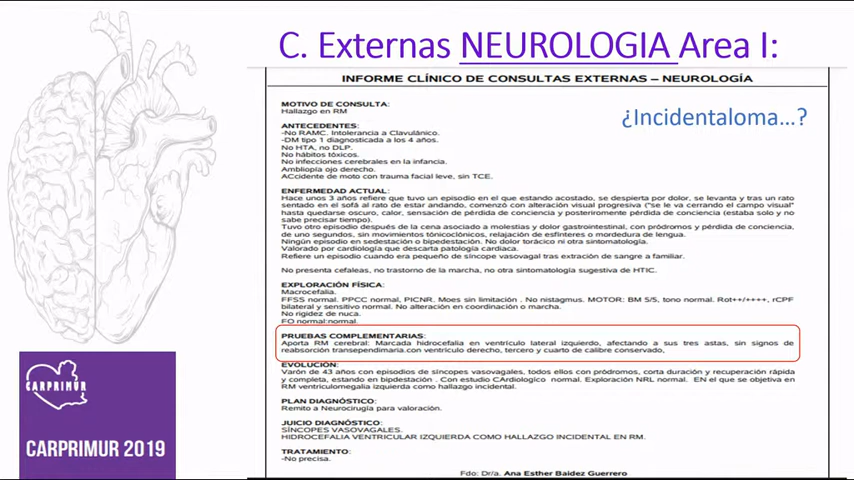 C. Externas NEUROLOGIA Area I:
INFORME CLÍNICO DE CONSULTAS EXTERNAS – NEUROLOGÍA
¿Incidentaloma...?
MOTIVO DE CONSULTA:
Hallazgo en RM
ANTECEDENTES:
-No RAMC. Intolerancia a Clavulánico.
-DM tipo 1 diagnosticada a los 4 años.
No HTA, no DLP.
No hábitos tóxicos.
No infecciones cerebrales en la infancia.
Ambliopía ojo derecho.
ACcidente de moto con trauma facial leve, sin TCE.
ENFERMEDAD ACTUAL:
Hace unos 3 años refiere que tuvo un episodio en el que estando acostado, se despierta por dolor, se levanta y tras un rato
sentado en el sofá al rato de estar andando, comenzó con alteración visual progresiva ("se le va cerrando el campo visual"
hasta quedarse oscuro, calor, sensación de pérdida de conciencia y posteriromente pérdida de conciencia (estaba solo y no
sabe precisar tiempo).
Tuvo otro episodio después de la cena asociado a molestias y dolor gastrointestinal, con pródromos y pérdida de conciencia,
de uno segundos, sin movimientos tónicoclónicos, relajación de esfínteres o mordedura de lengua.
Ningún episodio en sedestación o bipedestación. No dolor torácico ni otra sintomatología.
Valorado por cardiología que descarta patología cardiaca.
Refiere un episodio cuando era pequeño de síncope vasovagal tras extracción de sangre a familiar.
No presenta cefaleas, no trastorno de la marcha, no otra sintomatología sugestiva de HTIC.
EXPLORACIÓN FÍSICA:
Macrocefalia.
FFSS normal. PPCC normal, PICNR. Moes sin limitación . No nistagmus. MOTOR: BM 5/5, tono normal. Rot++/++++, rCPF
bilateral y sensitivo normal. No alteración en coordinación o marcha.
No rigidez de nuca.
FO normal:normal.
PRUEBAS COMPLEMENTARIAS:
Aporta RM cerebral: Marcada hidrocefalia en ventrículo lateral izquierdo, afectando a sus tres astas, sin signos de
reabsorción transependimaria.con ventrículo derecho, tercero y cuarto de calibre conservado,
EVOLUCIÓN:
Varón de 43 años con episodios de síncopes vasovagales, todos ellos con pródromos, corta duración y recuperación rápida
y completa, estando en bipdestación . Con estudio CArdiologíco normal. Exploración NRL normal. EN el que se objetiva en
RM ventriculomegalia izquierda como hallazgo incidental.
PLAN DIAGNÓSTICO:
Remito a Neurocirugía para valoración.
JUICIO DIAGNÓSTICO:
SÍNCOPES VASOVAGALES.
HIDROCEFALIA VENTRICULAR IZQUIERDA COMO HALLAZGO INCIDENTAL EN RM.
TRATAMIENTO:
-No precisa.
Fdo: Dr/a. Ana Esther Baidez Guerrero
CARPRIMUR
CARPRIMUR 2019